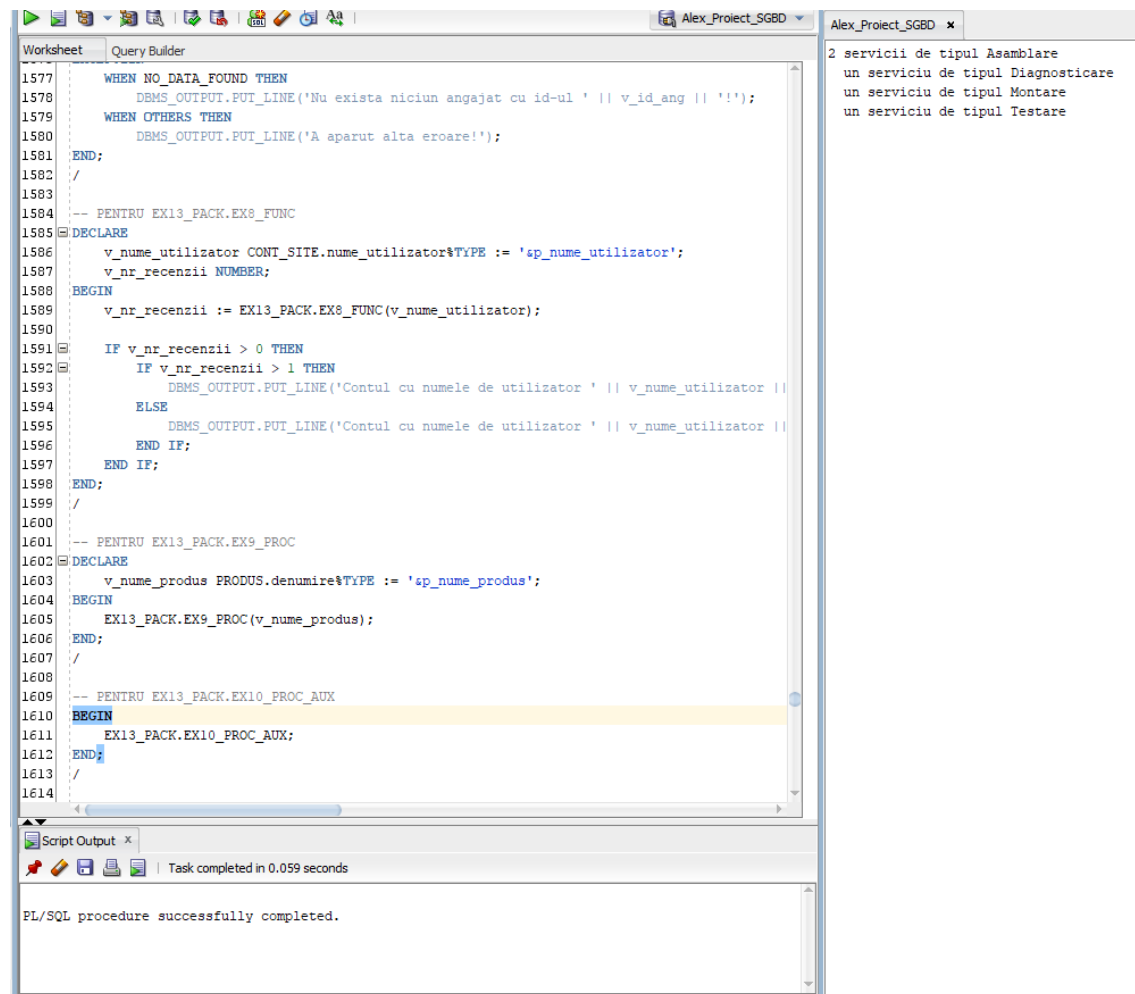 Alex_Proiect_SGBD
Worksheet Query Builder
1577 WHEN NO_DATA_FOUND THEN
1578 DBMS_OUTPUT.PUT_LINE('Nu exista niciun angajat cu id-ul ' || v_id_ang || '!');
1579 WHEN OTHERS THEN
1580 DBMS_OUTPUT.PUT_LINE('A aparut alta eroare!');
1581 END;
1582 /
1583
1584 -- PENTRU EX13_PACK.EX8_FUNC
1585 DECLARE
1586 v_nume_utilizator CONT_SITE.nume_utilizator%TYPE := '&p_nume_utilizator';
1587 v_nr_recenzii NUMBER;
1588 BEGIN
1589 v_nr_recenzii := EX13_PACK.EX8_FUNC(v_nume_utilizator);
1590
1591 IF v_nr_recenzii > 0 THEN
1592 IF v_nr_recenzii > 1 THEN
1593 DBMS_OUTPUT.PUT_LINE('Contul cu numele de utilizator ' || v_nume_utilizator ||
1594 ELSE
1595 DBMS_OUTPUT.PUT_LINE('Contul cu numele de utilizator ' || v_nume_utilizator ||
1596 END IF;
1597 END IF;
1598 END;
1599 /
1600
1601 -- PENTRU EX13_PACK.EX9_PROC
1602 DECLARE
1603 v_nume_produs PRODUS.denumire%TYPE := '&p_nume_produs';
1604 BEGIN
1605 EX13_PACK.EX9_PROC(v_nume_produs);
1606 END;
1607 /
1608
1609 -- PENTRU EX13_PACK.EX10_PROC_AUX
1610 BEGIN
1611 EX13_PACK.EX10_PROC_AUX;
1612 END;
1613 /
1614
Script Output x
Task completed in 0.059 seconds
PL/SQL procedure successfully completed.
Alex_Proiect_SGBD x
2 servicii de tipul Asamblare
un serviciu de tipul Diagnosticare
un serviciu de tipul Montare
un serviciu de tipul Testare